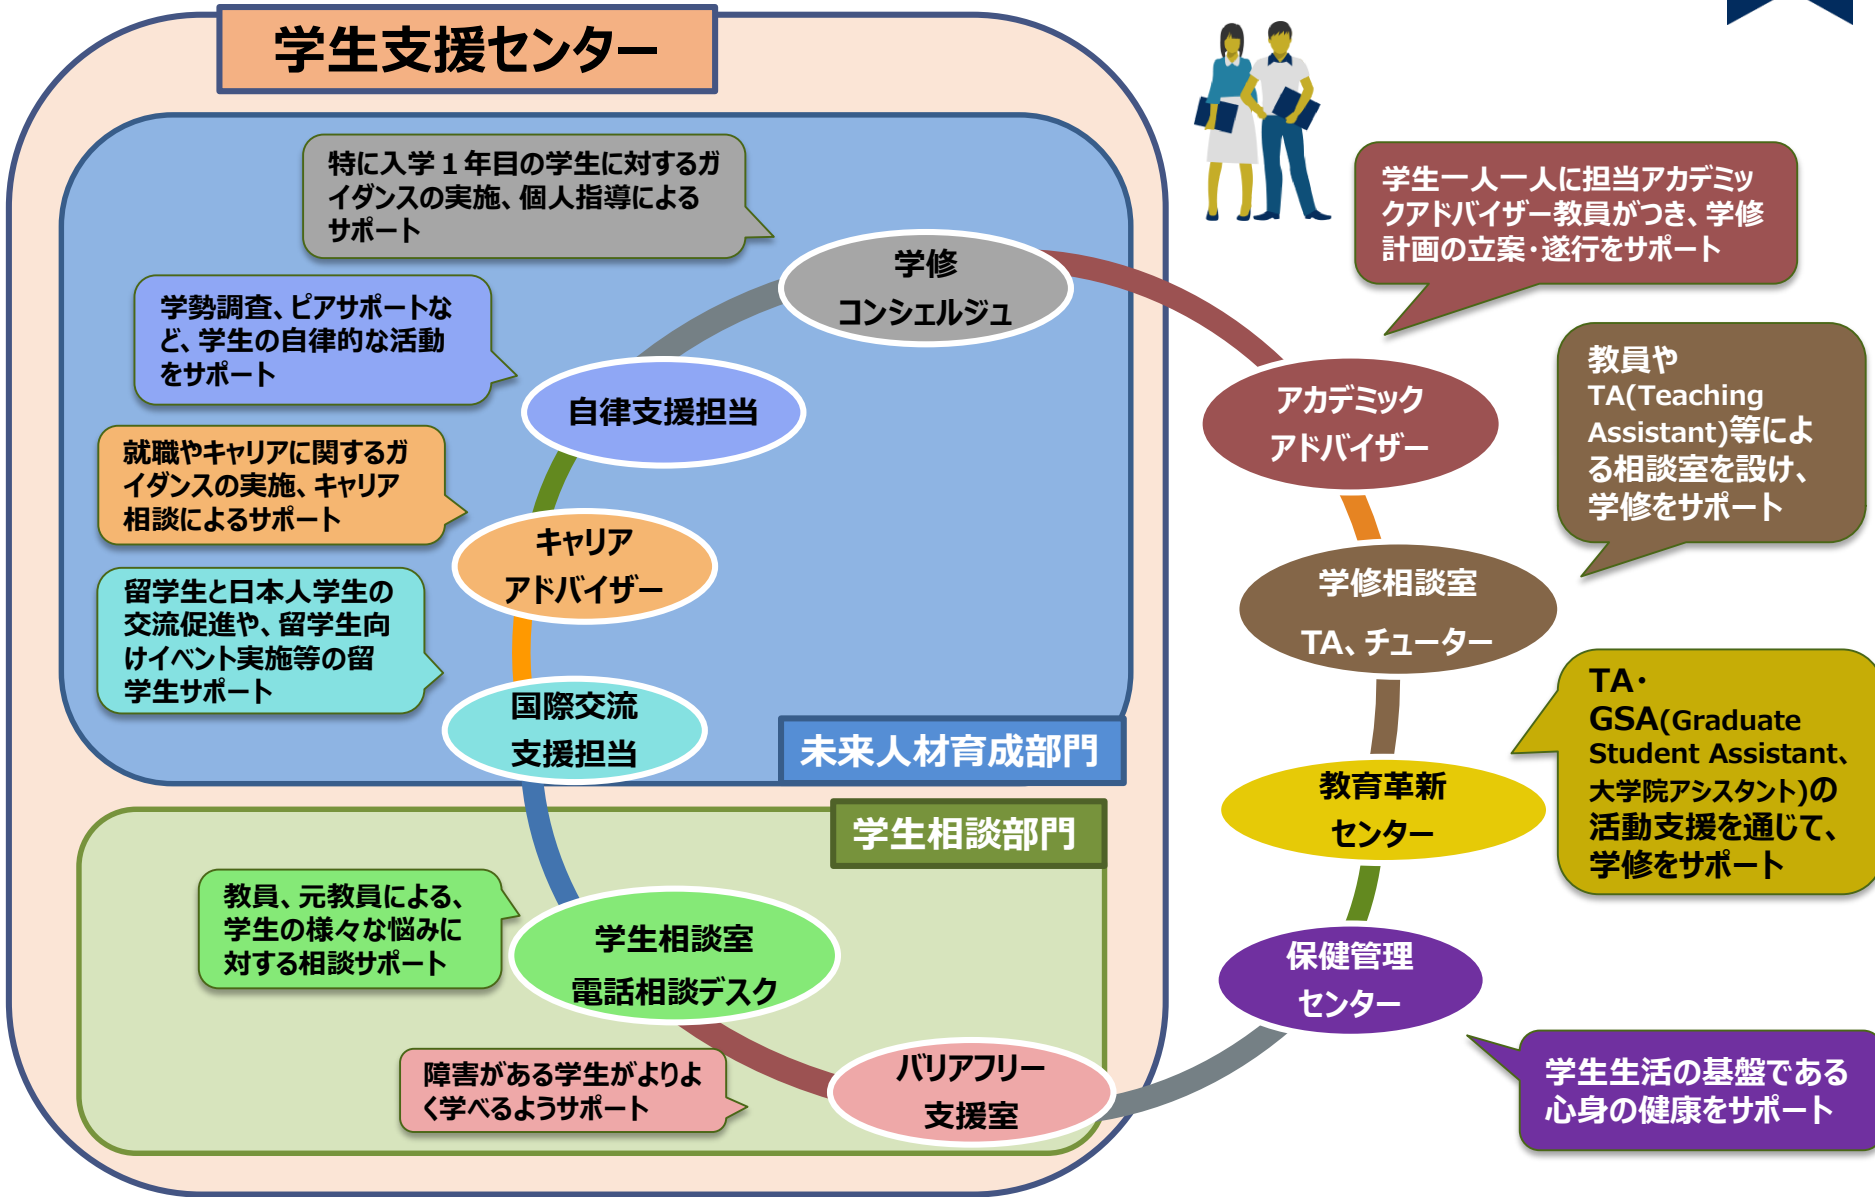 学生支援センター
特に入学１年目の学生に対するガ
イダンスの実施、個人指導による
サポート
学修
コンシェルジュ
学勢調査、ピアサポートな
ど、学生の自律的な活動
をサポート
自律支援担当
就職やキャリアに関するガ
イダンスの実施、キャリア
相談によるサポート
キャリア
アドバイザー
留学生と日本人学生の
交流促進や、留学生向
けイベント実施等の留
学生サポート
国際交流
支援担当
未来人材育成部門
学生相談部門
教員、元教員による、
学生の様々な悩みに
対する相談サポート
学生相談室
電話相談デスク
障害がある学生がよりよ
く学べるようサポート
バリアフリー
支援室
学生一人一人に担当アカデミッ
クアドバイザー教員がつき、学修
計画の立案・遂行をサポート
アカデミック
アドバイザー
教員や
TA(Teaching
Assistant)等によ
る相談室を設け、
学修をサポート
学修相談室
TA、チューター
TA・
GSA(Graduate
Student Assistant、
大学院アシスタント)の
活動支援を通じて、
学修をサポート
教育革新
センター
保健管理
センター
学生生活の基盤である
心身の健康をサポート